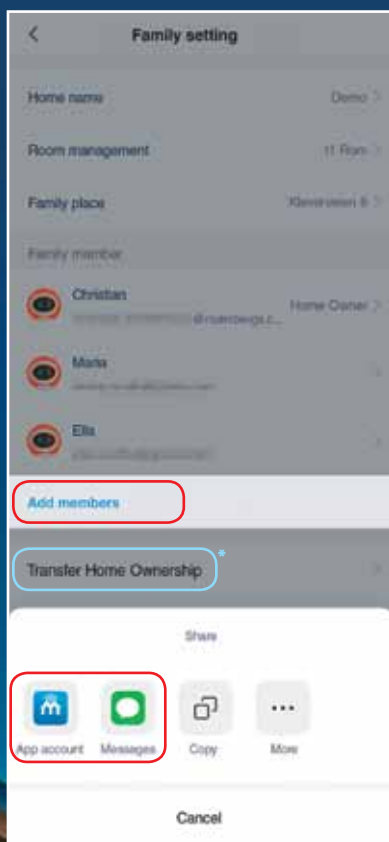 Family setting
Home name Demo
Room management 11 Rom
Family place
Family member
Christian
Home Owner
Maria
Ella
Add members
Transfer Home Ownership *
Share
App account Messages Copy More
Cancel